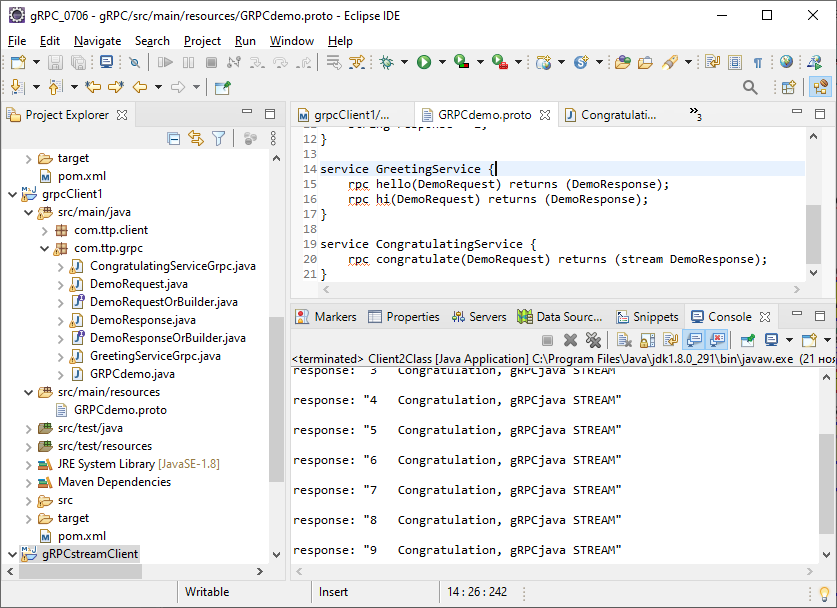 gRPC_0706 - gRPC/src/main/resources/GRPCdemo.proto - Eclipse IDE
File Edit Navigate Search Project Run Window Help
Project Explorer
target
pom.xml
grpcClient1
src/main/java
com.ttp.client
com.ttp.grpc
CongratulatingServiceGrpc.java
DemoRequest.java
DemoRequestOrBuilder.java
DemoResponse.java
DemoResponseOrBuilder.java
GreetingServiceGrpc.java
GRPCdemo.java
src/main/resources
GRPCdemo.proto
src/test/java
src/test/resources
JRE System Library [JavaSE-1.8]
Maven Dependencies
src
target
pom.xml
gRPCstreamClient
grpcClient1/... GRPCdemo.proto Congratulati... »3
12 }
13
14 service GreetingService {
15 rpc hello(DemoRequest) returns (DemoResponse);
16 rpc hi(DemoRequest) returns (DemoResponse);
17 }
18
19 service CongratulatingService {
20 rpc congratulate(DemoRequest) returns (stream DemoResponse);
21 }
Markers Properties Servers Data Sourc... Snippets Console
<terminated> Client2Class [Java Application] C:\Program Files\Java\jdk1.8.0_291\bin\javaw.exe (21 ноя
response: "3 Congratulation, gRPCjava STREAM"
response: "4 Congratulation, gRPCjava STREAM"
response: "5 Congratulation, gRPCjava STREAM"
response: "6 Congratulation, gRPCjava STREAM"
response: "7 Congratulation, gRPCjava STREAM"
response: "8 Congratulation, gRPCjava STREAM"
response: "9 Congratulation, gRPCjava STREAM"
Writable Insert 14 : 26 : 242